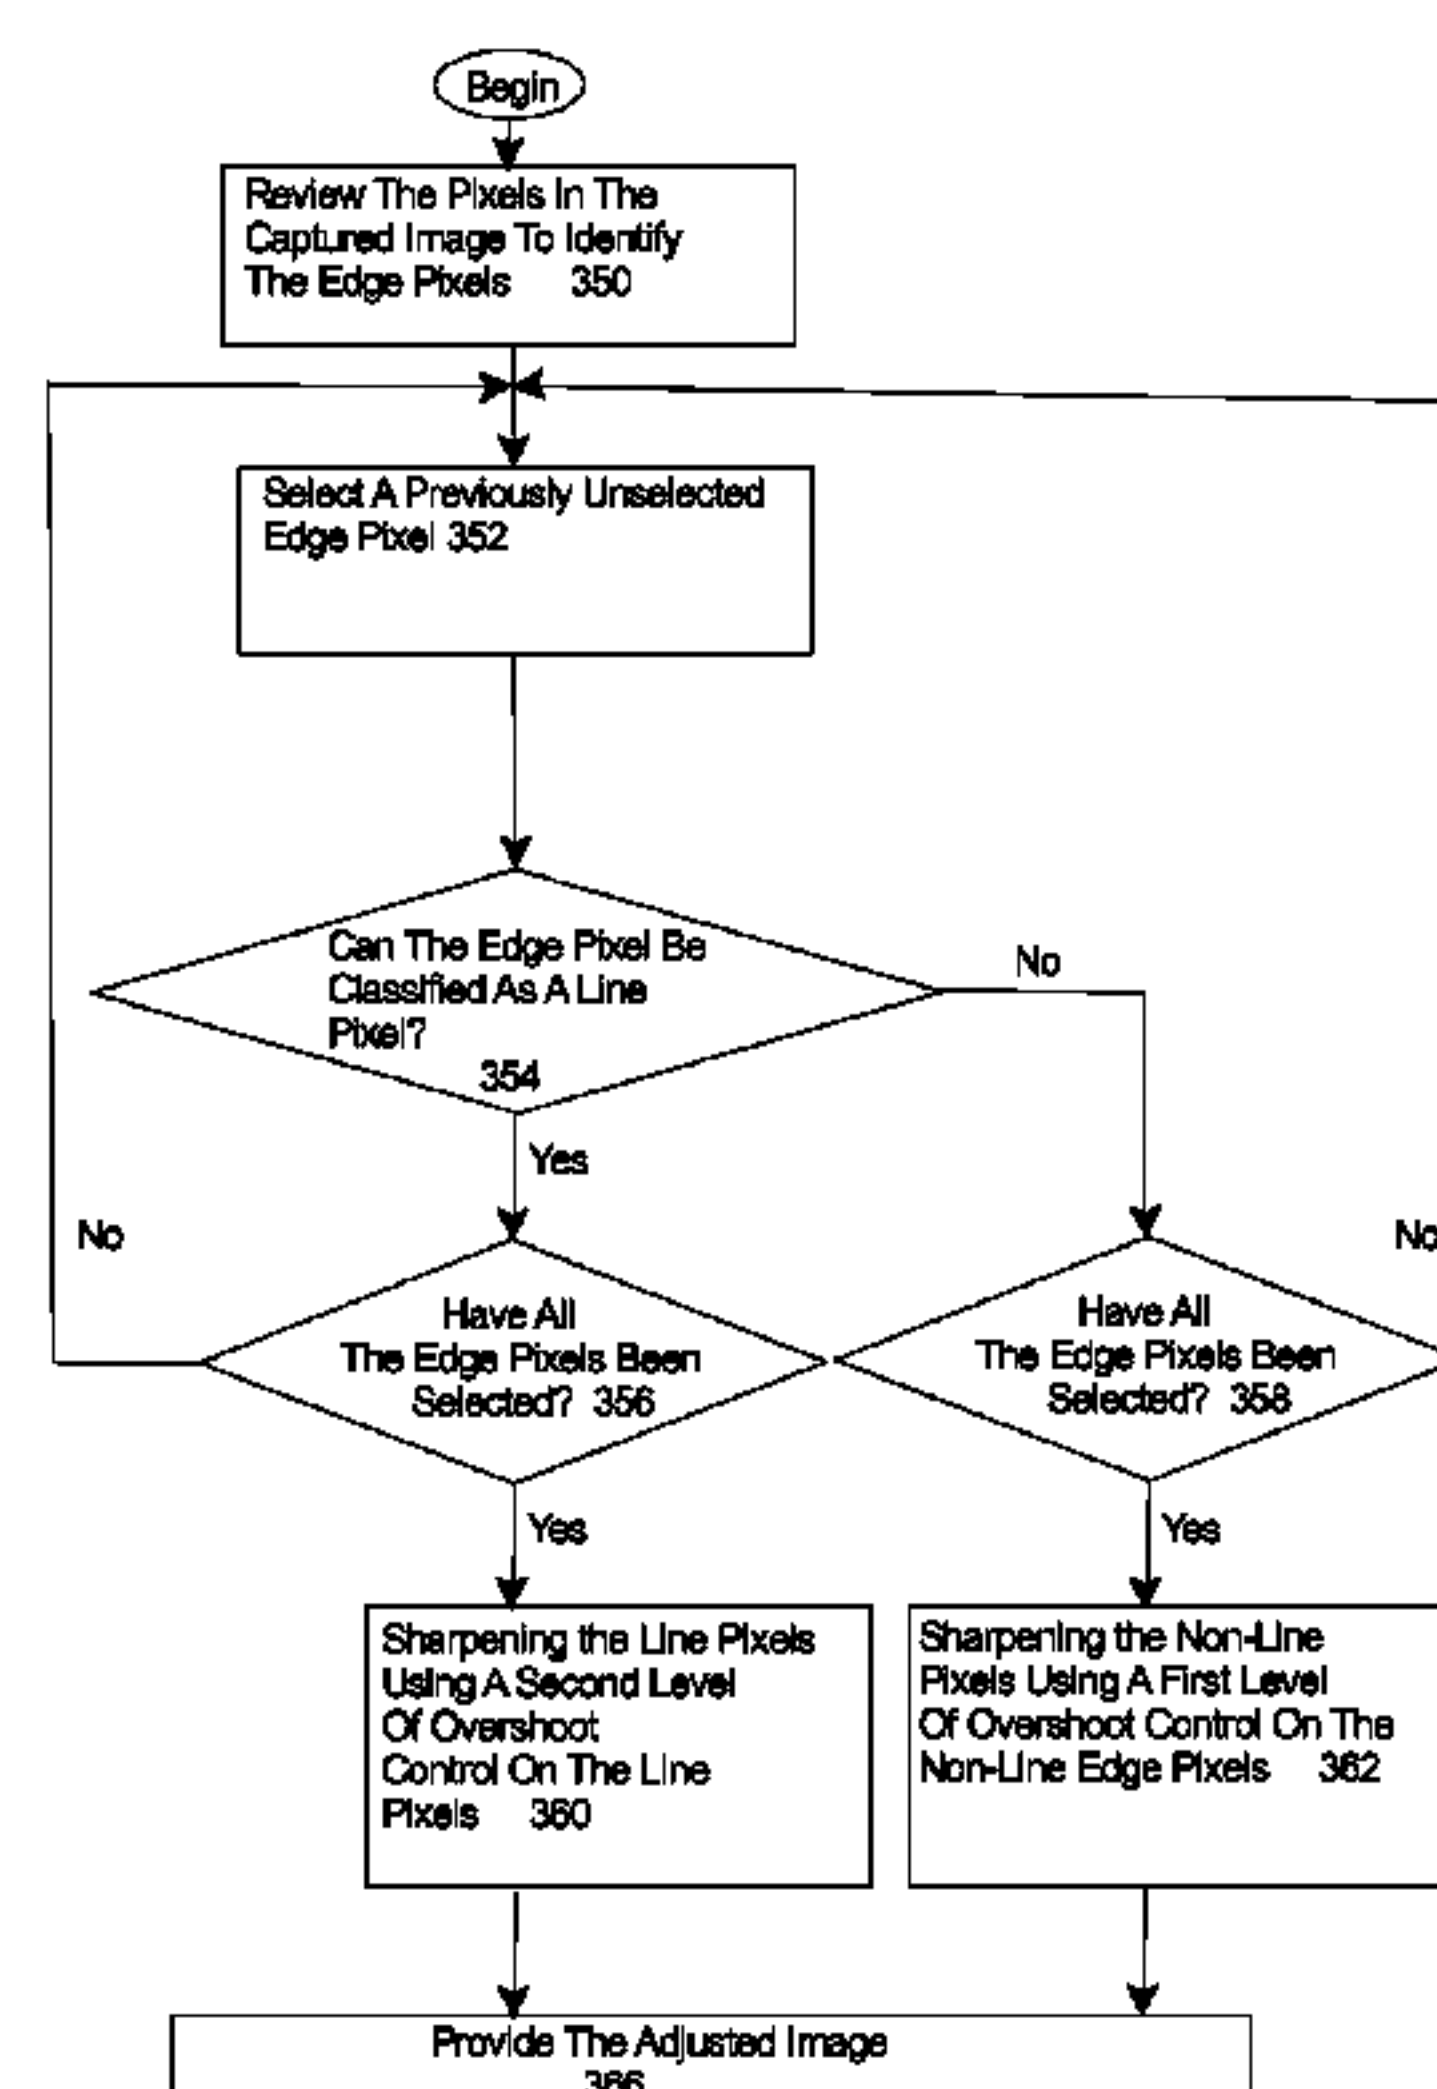 Begin
Review The Pixels In The
Captured Image To Identify
The Edge Pixels 350
Select A Previously Unselected
Edge Pixel 352
Can The Edge Pixel Be
Classified As A Line
Pixel?
354
No
Yes
No
No
Have All
The Edge Pixels Been
Selected? 356
Have All
The Edge Pixels Been
Selected? 358
Yes
Yes
Sharpening the Line Pixels
Using A Second Level
Of Overshoot
Control On The Line
Pixels 360
Sharpening the Non-Line
Pixels Using A First Level
Of Overshoot Control On The
Non-Line Edge Pixels 362
Provide The Adjusted Image
366